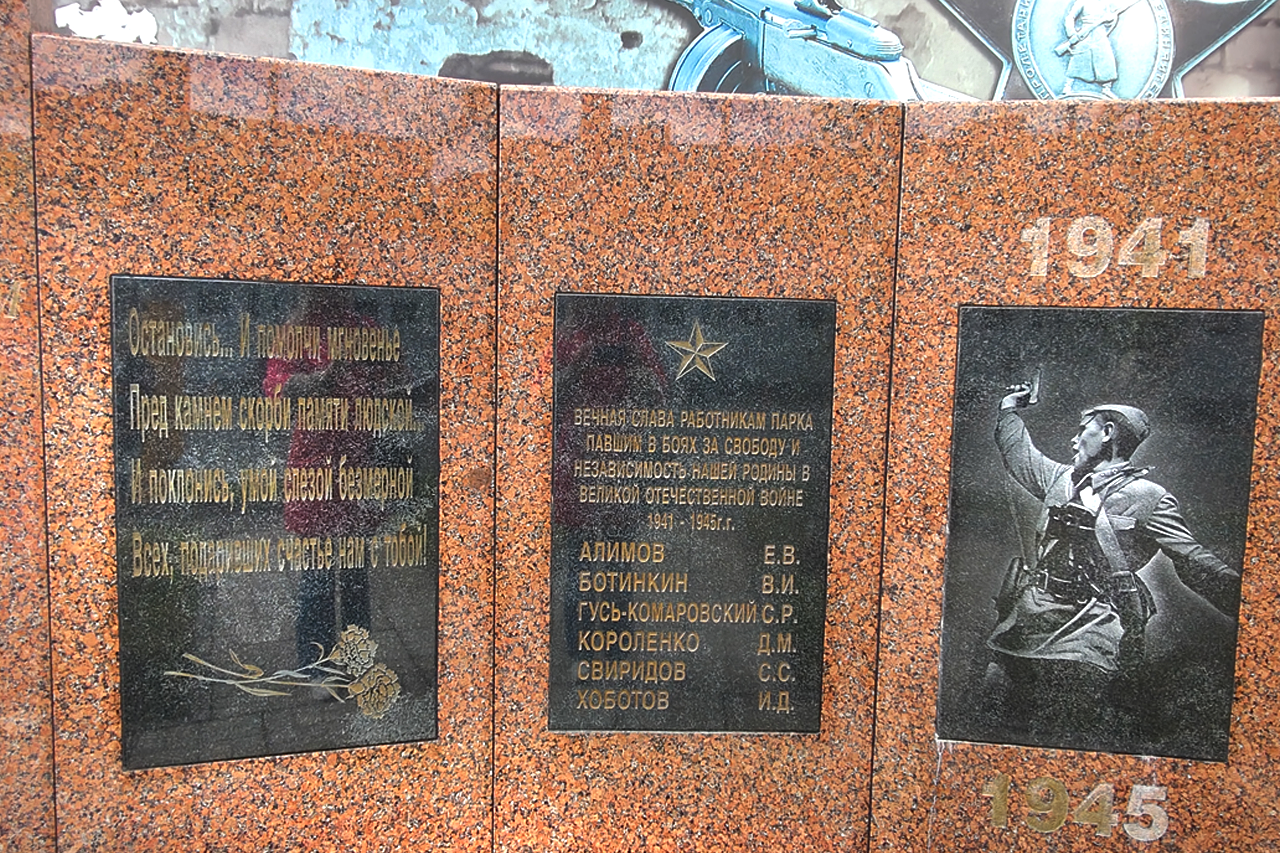 Остановись... И помолчи мгновенье
Пред камнем скорби памяти людской...
И поклонись, умой слезой безмерной
Всех, подаривших счастье нам с тобой!
ВЕЧНАЯ СЛАВА РАБОТНИКАМ ПАРКА
ПАВШИМ В БОЯХ ЗА СВОБОДУ И
НЕЗАВИСИМОСТЬ НАШЕЙ РОДИНЫ В
ВЕЛИКОЙ ОТЕЧЕСТВЕННОЙ ВОЙНЕ
1941 - 1945г.г.
АЛИМОВ Е.В.
БОТИНКИН В.И.
ГУСЬ-КОМАРОВСКИЙ С.Р.
КОРОЛЕНКО Д.М.
СВИРИДОВ С.С.
ХОБОТОВ И.Д.
1941
1945